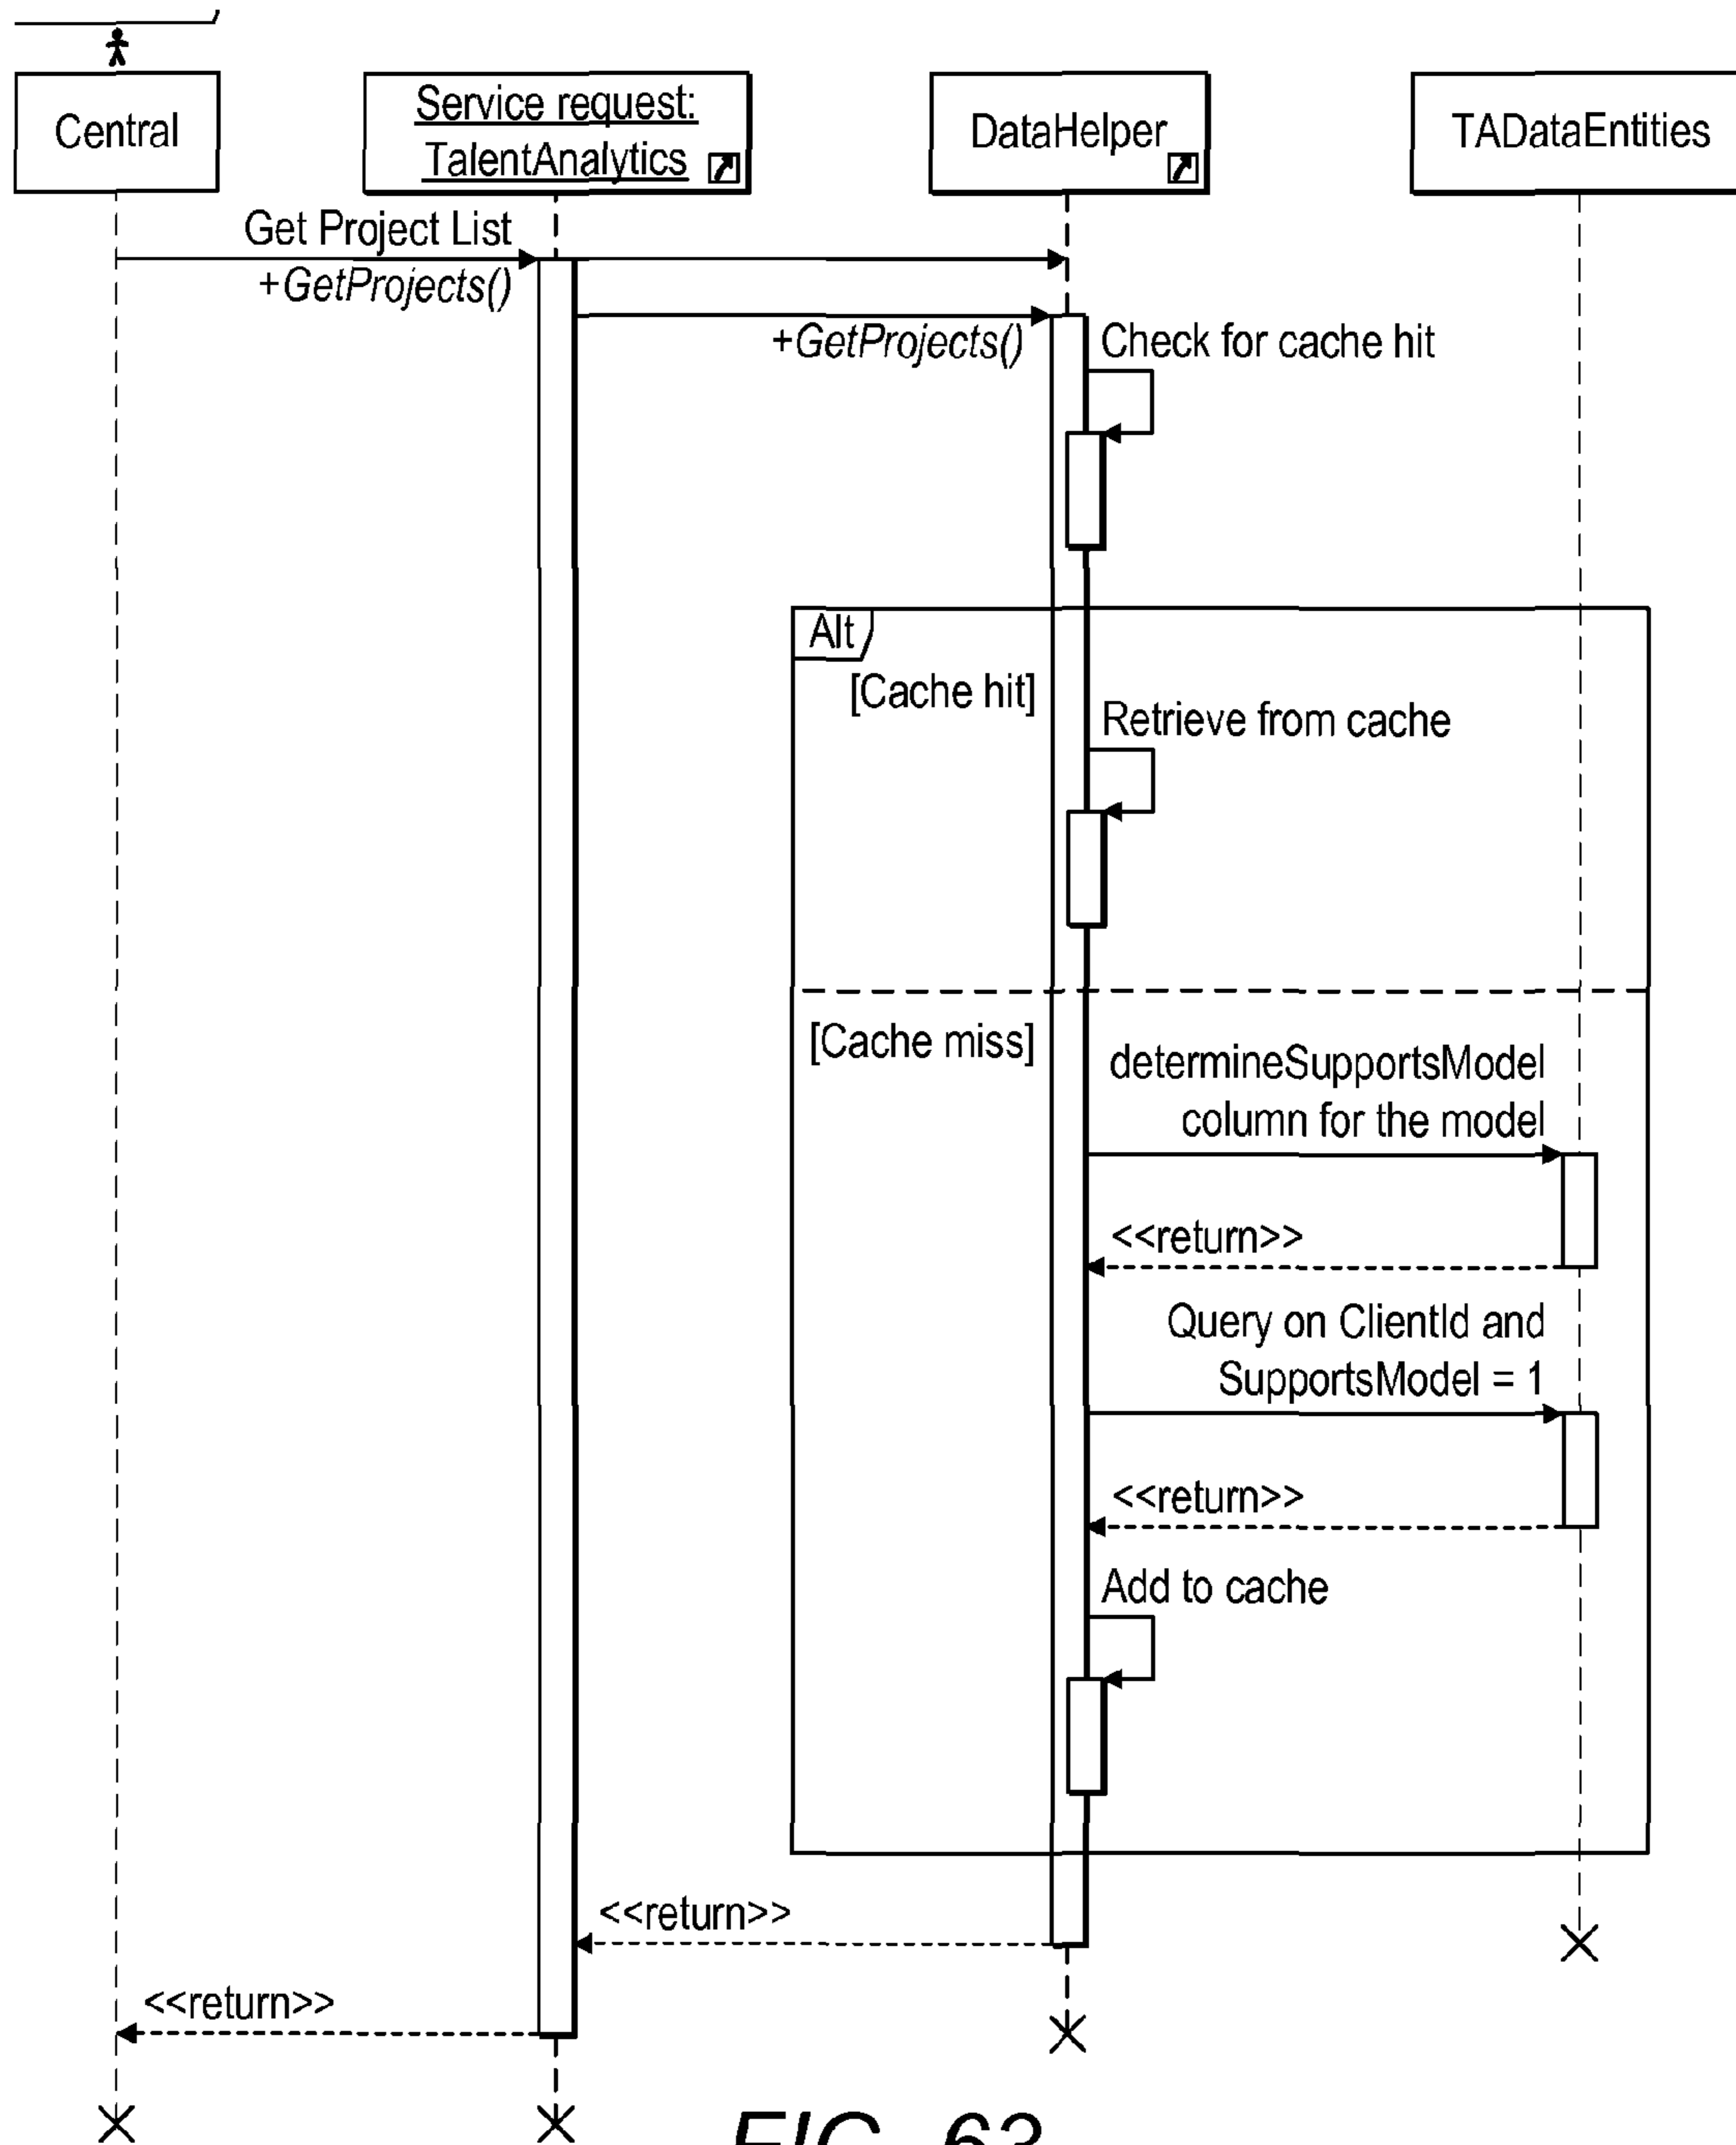 Central
Service request:
TalentAnalytics
DataHelper
TADataEntities
Get Project List
+GetProjects()
+GetProjects()
Check for cache hit
Alt
[Cache hit]
Retrieve from cache
[Cache miss]
determineSupportsModel
column for the model
<<return>>
Query on ClientId and
SupportsModel = 1
<<return>>
Add to cache
<<return>>
<<return>>
FIG. 63